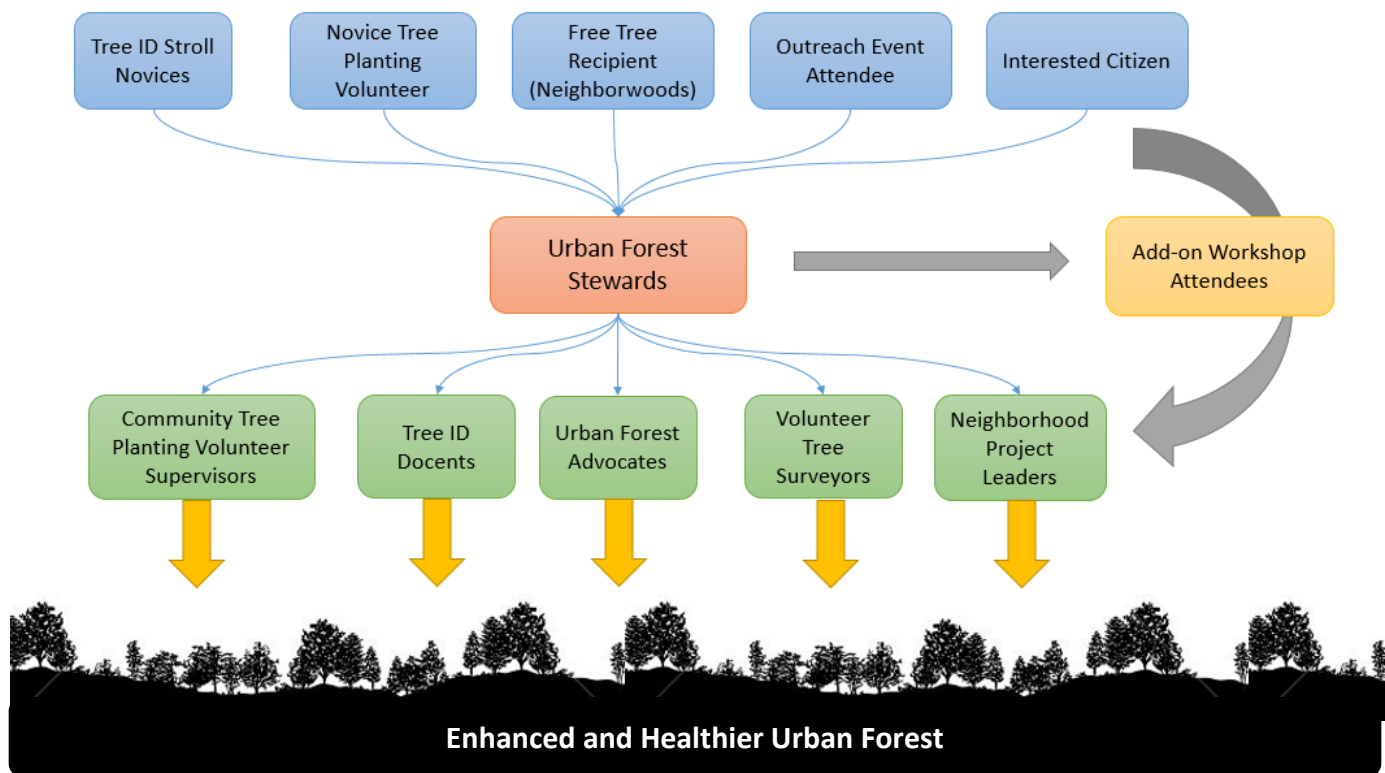 Tree ID Stroll
Novices
Novice Tree
Planting
Volunteer
Free Tree
Recipient
(Neighborwoods)
Outreach Event
Attendee
Interested Citizen
Urban Forest
Stewards
Add-on Workshop
Attendees
Community Tree
Planting Volunteer
Supervisors
Tree ID
Docents
Urban Forest
Advocates
Volunteer
Tree
Surveyors
Neighborhood
Project
Leaders
Enhanced and Healthier Urban Forest